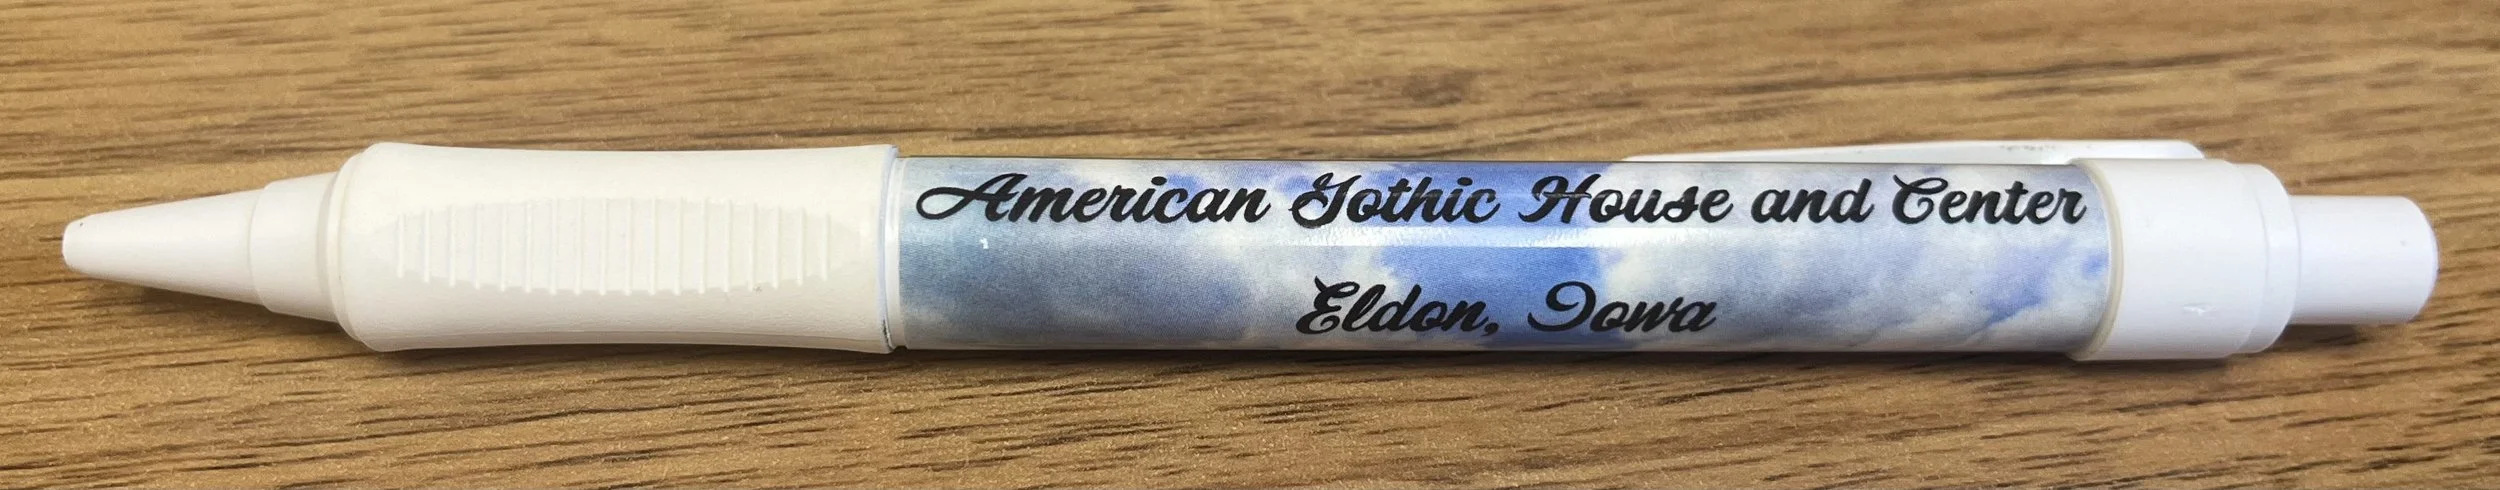 American Gothic House and Center
Eldon, Iowa